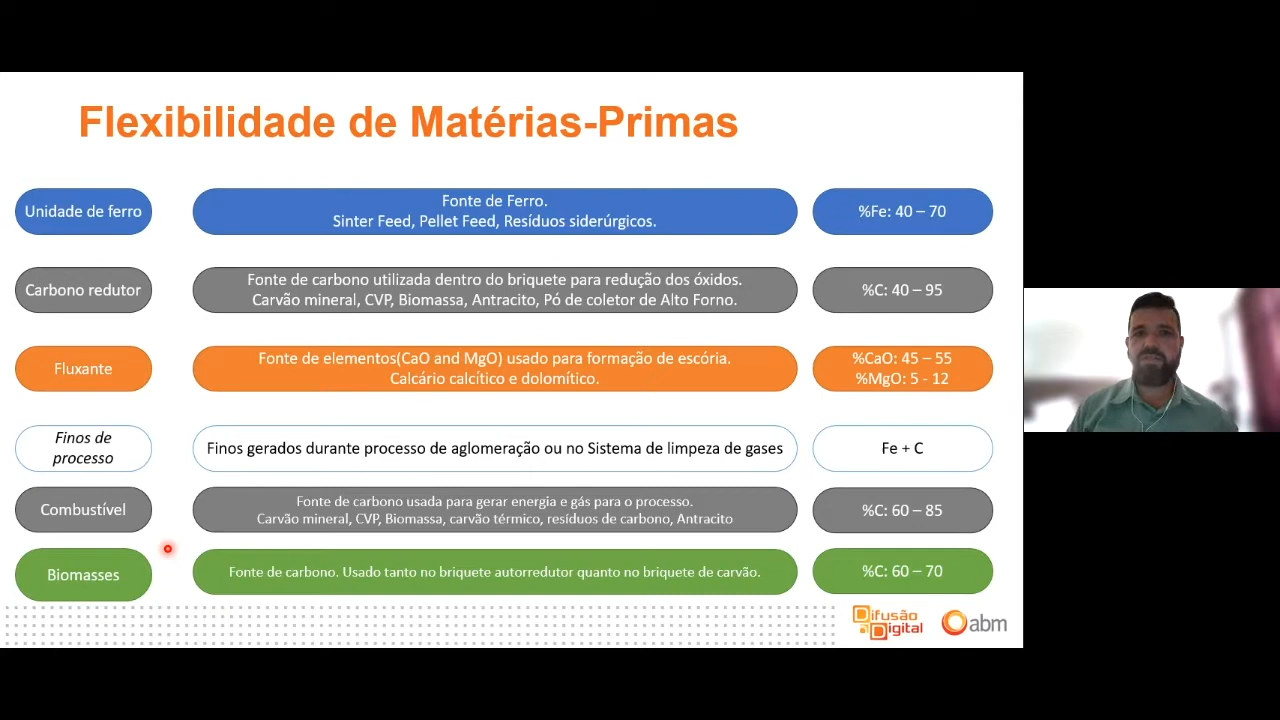 Flexibilidade de Matérias-Primas
Unidade de ferro
Fonte de Ferro.
Sinter Feed, Pellet Feed, Resíduos siderúrgicos.
%Fe: 40 – 70
Carbono redutor
Fonte de carbono utilizada dentro do briquete para redução dos óxidos.
Carvão mineral, CVP, Biomassa, Antracito, Pó de coletor de Alto Forno.
%C: 40 – 95
Fluxante
Fonte de elementos(CaO and MgO) usado para formação de escória.
Calcário calcítico e dolomítico.
%CaO: 45 – 55
%MgO: 5 - 12
Finos de
processo
Finos gerados durante processo de aglomeração ou no Sistema de limpeza de gases
Fe + C
Combustível
Fonte de carbono usada para gerar energia e gás para o processo.
Carvão mineral, CVP, Biomassa, carvão térmico, resíduos de carbono, Antracito
%C: 60 – 85
Biomasses
Fonte de carbono. Usado tanto no briquete autorredutor quanto no briquete de carvão.
%C: 60 – 70
Difusão
Digital
abm